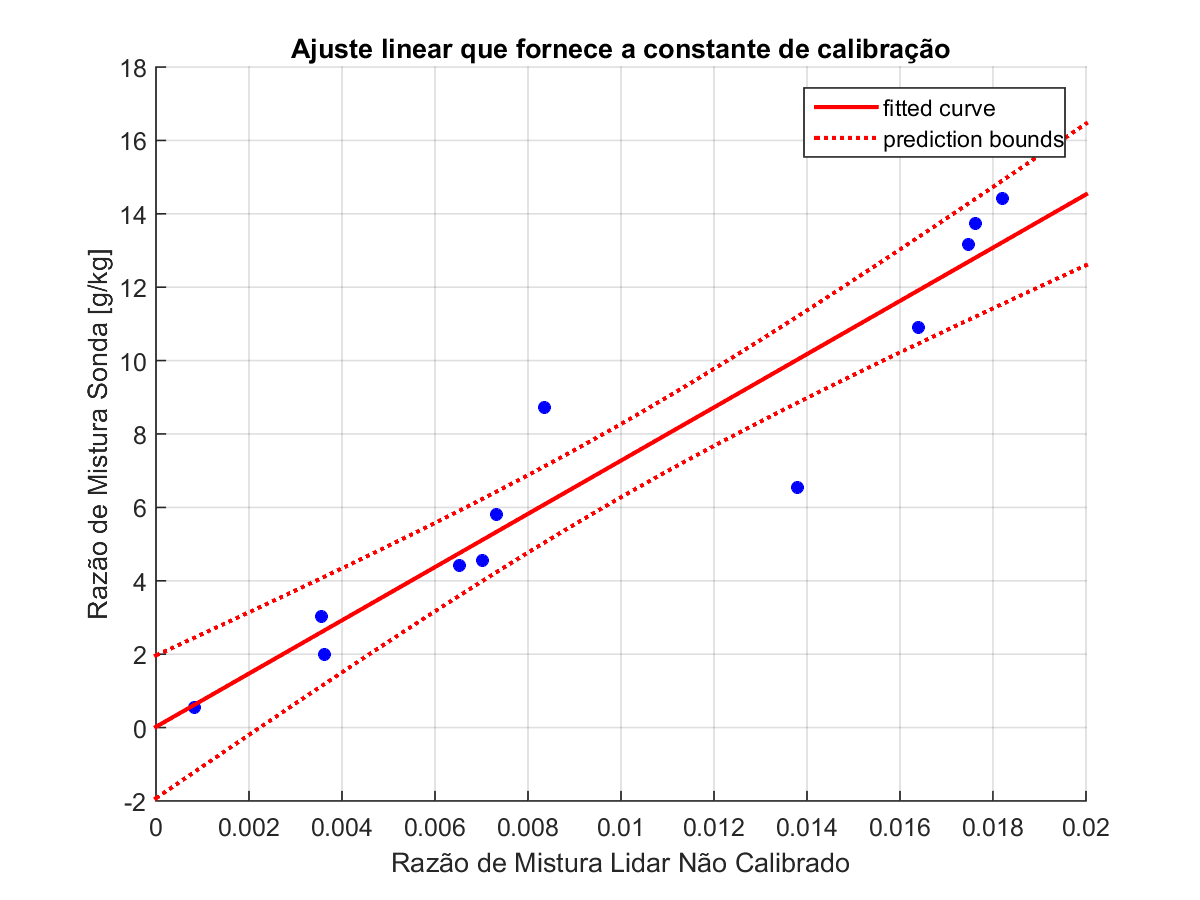 Ajuste linear que fornece a constante de calibração
fitted curve
prediction bounds
Razão de Mistura Sonda [g/kg]
18
16
14
12
10
8
6
4
2
0
-2
0 0.002 0.004 0.006 0.008 0.01 0.012 0.014 0.016 0.018 0.02
Razão de Mistura Lidar Não Calibrado